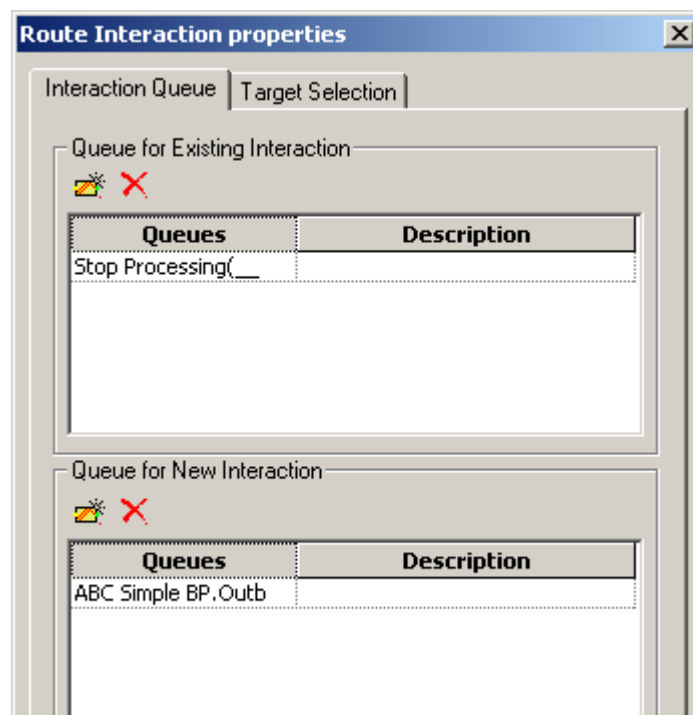 Route Interaction properties
Interaction Queue Target Selection
Queue for Existing Interaction
Queues Description
Stop Processing(__
Queue for New Interaction
Queues Description
ABC Simple BP.Outb